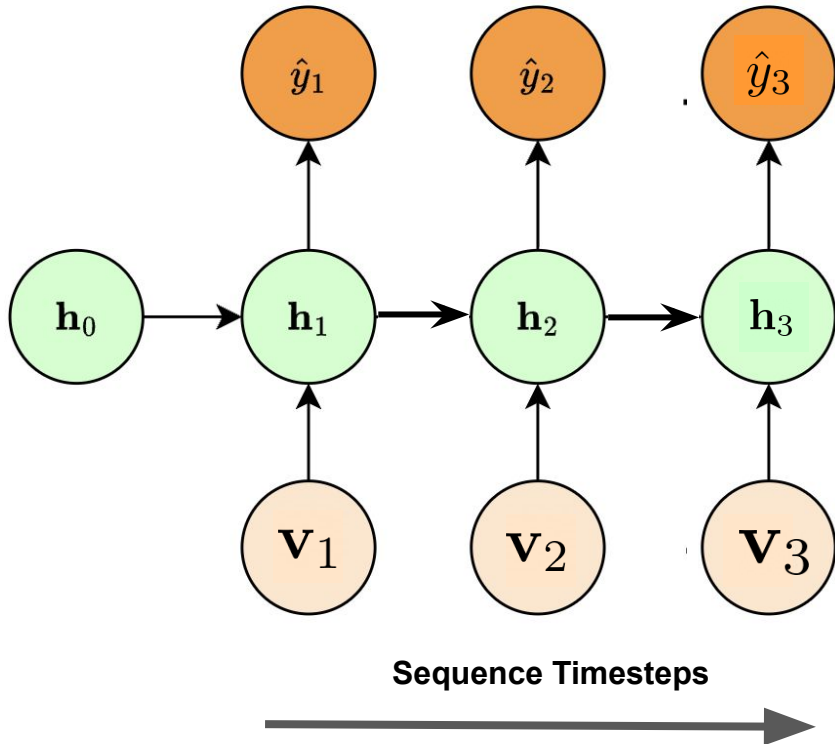 ŷ₁ ŷ₂ ŷ₃
h₀ h₁ h₂ h₃
v₁ v₂ v₃
Sequence Timesteps